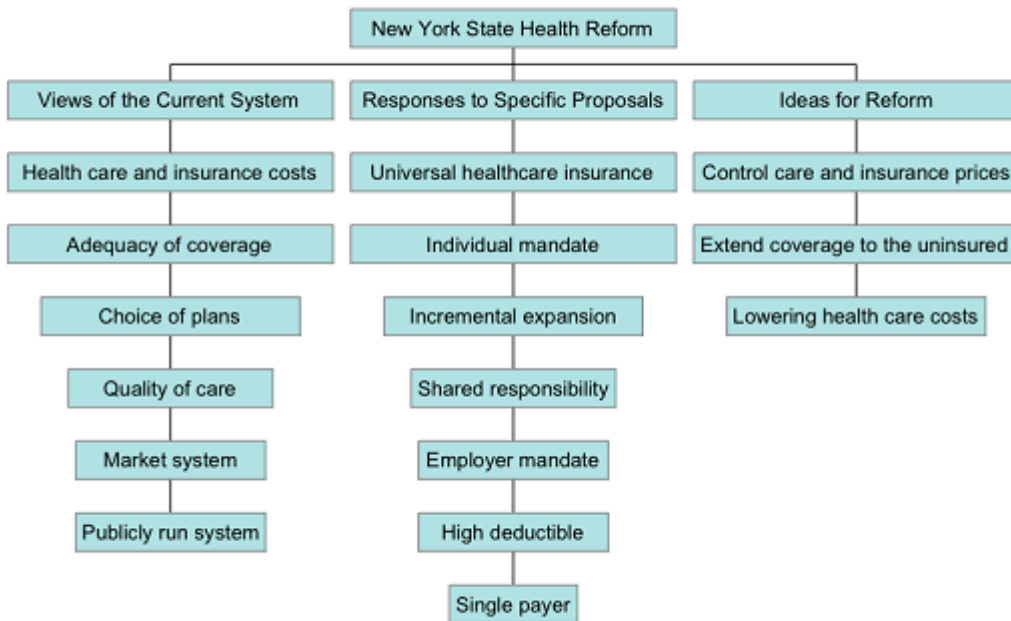 New York State Health Reform
Views of the Current System
Responses to Specific Proposals
Ideas for Reform
Health care and insurance costs
Universal healthcare insurance
Control care and insurance prices
Adequacy of coverage
Individual mandate
Extend coverage to the uninsured
Choice of plans
Incremental expansion
Lowering health care costs
Quality of care
Shared responsibility
Market system
Employer mandate
Publicly run system
High deductible
Single payer